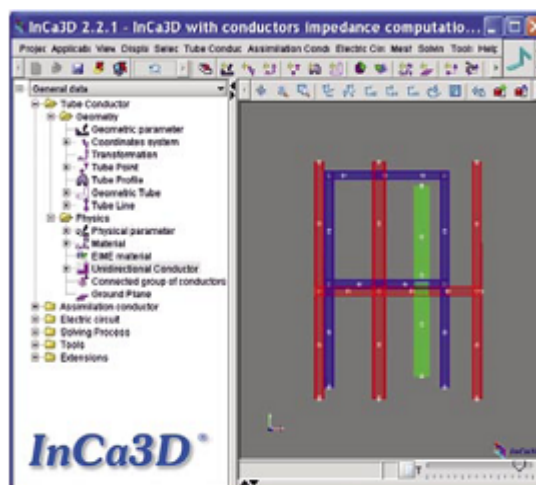 InCa3D 2.2.1 - InCa3D with conductors impedance computatio...
Projec Applicati View Displa Selec Tube Conduc Assimilation Condu Electric Circ Mesh Solvin Tools Help
General data
Tube Conductor
Geometry
Geometric parameter
Coordinates system
Transformation
Tube Point
Tube Profile
Geometric Tube
Tube Line
Physics
Physical parameter
Material
EIME material
Unidirectional Conductor
Connected group of conductors
Ground Plane
Assimilation conductor
Electric circuit
Solving Process
Tools
Extensions
InCa3D®
InCa3D
T